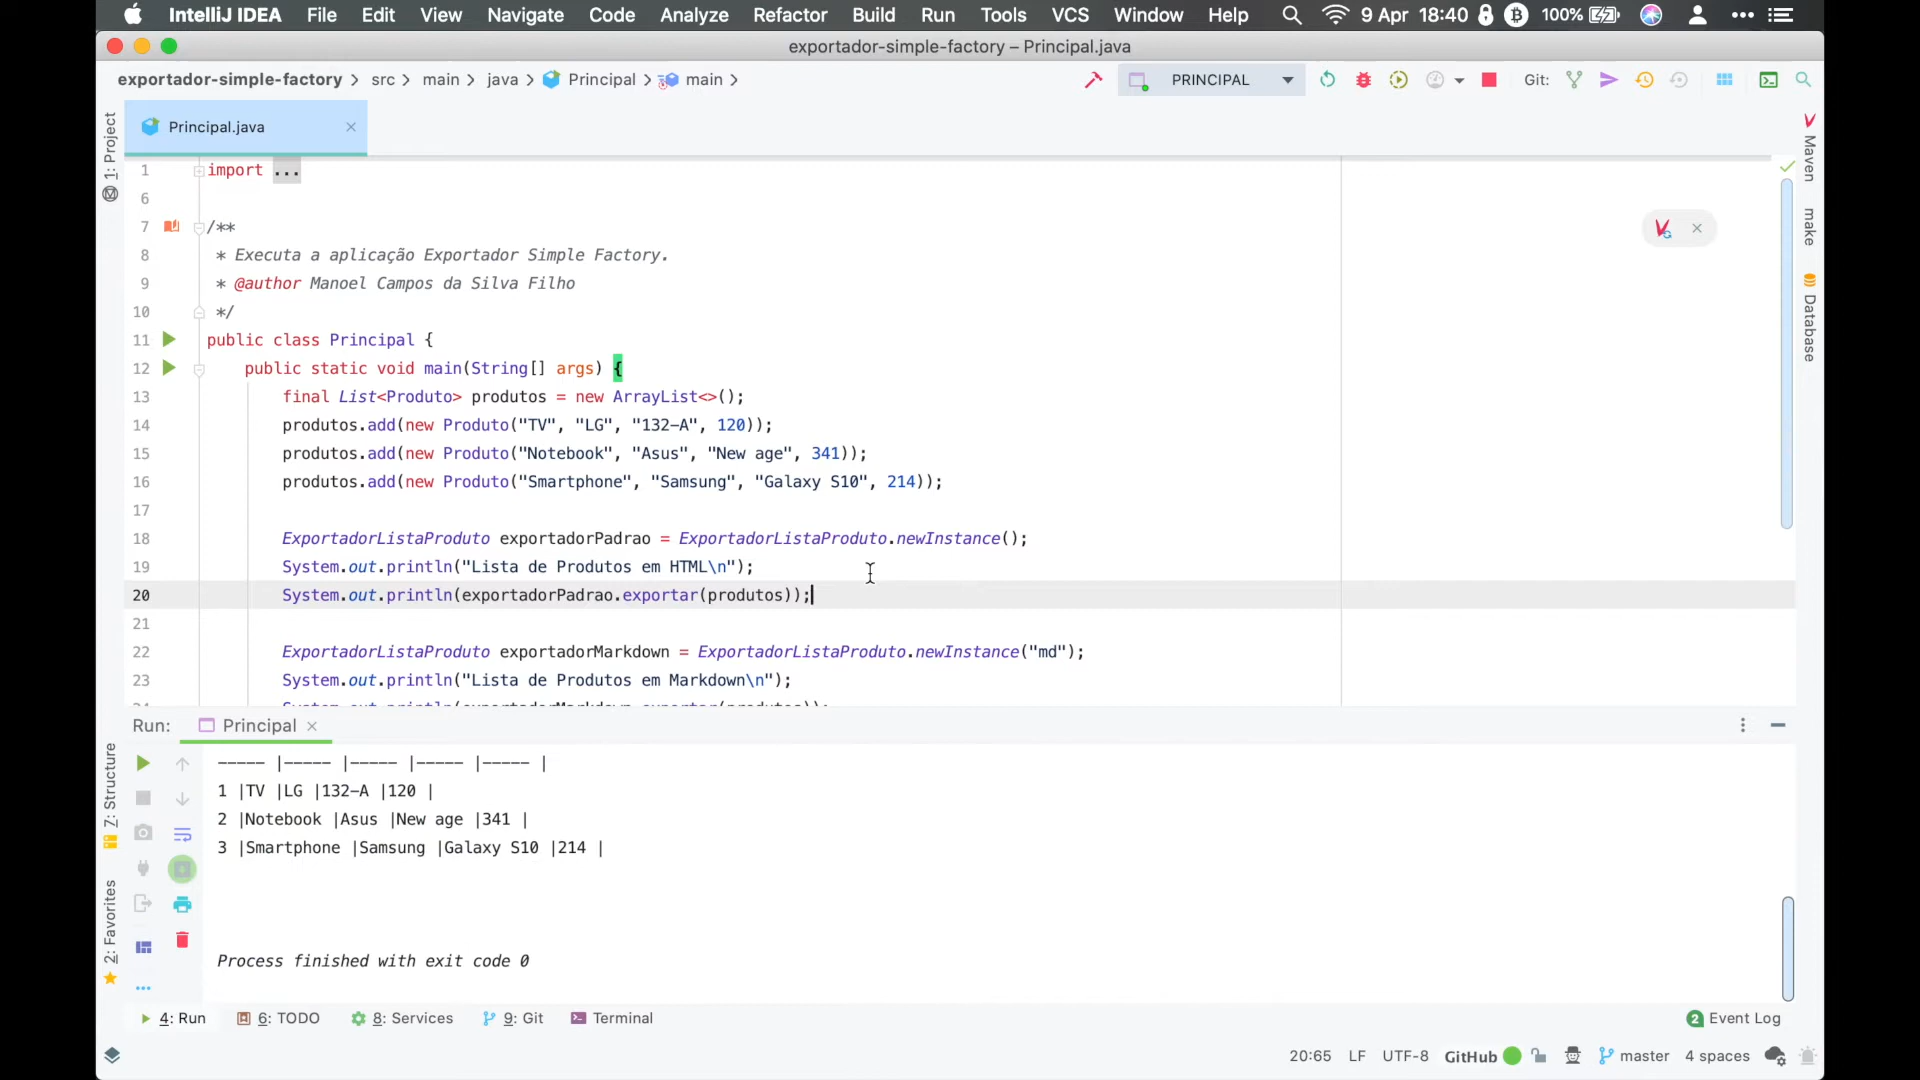 IntelliJ IDEA File Edit View Navigate Code Analyze Refactor Build Run Tools VCS Window Help 9 Apr 18:40 100%
exportador-simple-factory – Principal.java
exportador-simple-factory src main java Principal main PRINCIPAL Git:
Principal.java
1: Project
Maven
make
Database
1 import ...
6
7 /**
8 * Executa a aplicação Exportador Simple Factory.
9 * @author Manoel Campos da Silva Filho
10 */
11 public class Principal {
12 public static void main(String[] args) {
13 final List<Produto> produtos = new ArrayList<>();
14 produtos.add(new Produto("TV", "LG", "132-A", 120));
15 produtos.add(new Produto("Notebook", "Asus", "New age", 341));
16 produtos.add(new Produto("Smartphone", "Samsung", "Galaxy S10", 214));
17
18 ExportadorListaProduto exportadorPadrao = ExportadorListaProduto.newInstance();
19 System.out.println("Lista de Produtos em HTML\n");
20 System.out.println(exportadorPadrao.exportar(produtos));
21
22 ExportadorListaProduto exportadorMarkdown = ExportadorListaProduto.newInstance("md");
23 System.out.println("Lista de Produtos em Markdown\n");
24 System.out.println(exportadorMarkdown.exportar(produtos));
Run: Principal
7: Structure
2: Favorites
----- |----- |----- |----- |----- |
1 |TV |LG |132-A |120 |
2 |Notebook |Asus |New age |341 |
3 |Smartphone |Samsung |Galaxy S10 |214 |
Process finished with exit code 0
4: Run 6: TODO 8: Services 9: Git Terminal 2 Event Log
20:65 LF UTF-8 GitHub master 4 spaces